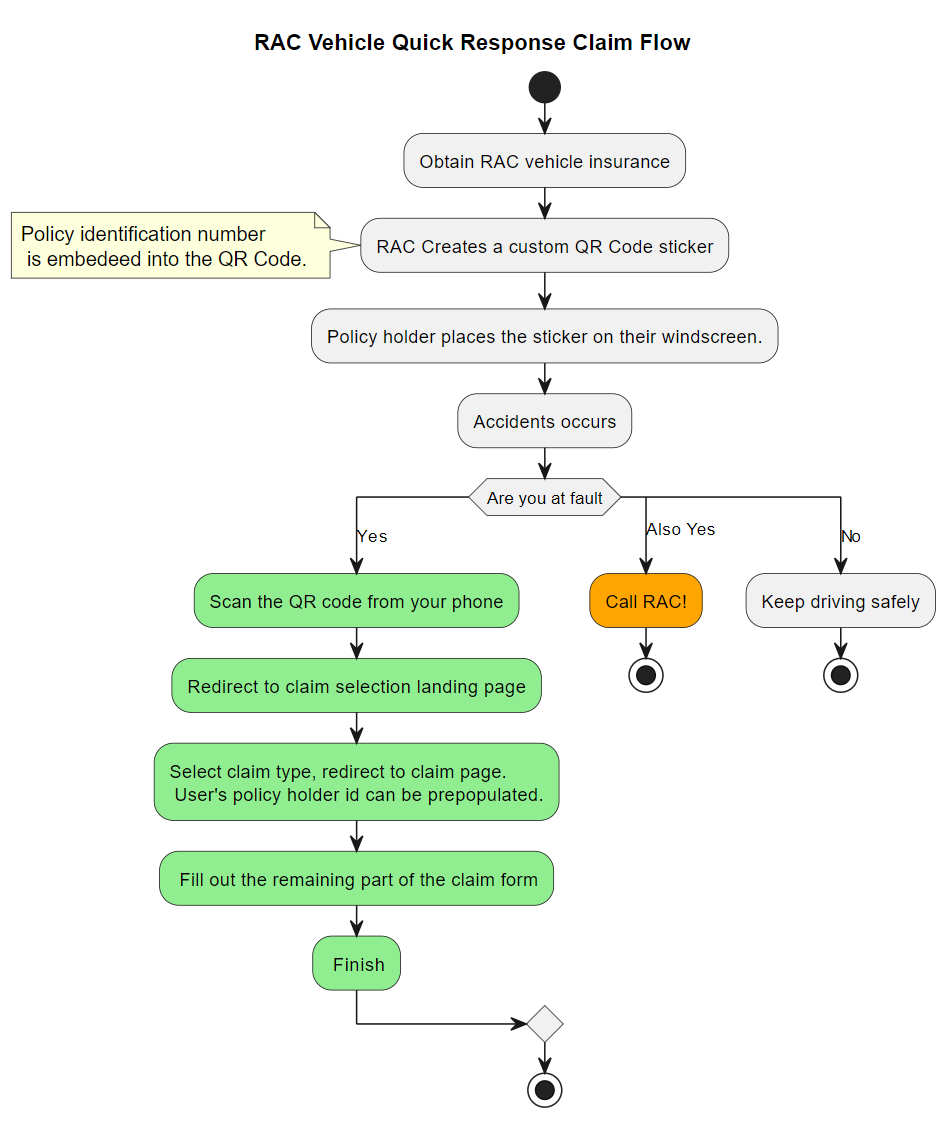 RAC Vehicle Quick Response Claim Flow
Obtain RAC vehicle insurance
Policy identification number
is embedeed into the QR Code.
RAC Creates a custom QR Code sticker
Policy holder places the sticker on their windscreen.
Accidents occurs
Are you at fault
Yes
Also Yes
No
Scan the QR code from your phone
Call RAC!
Keep driving safely
Redirect to claim selection landing page
Select claim type, redirect to claim page.
User's policy holder id can be prepopulated.
Fill out the remaining part of the claim form
Finish